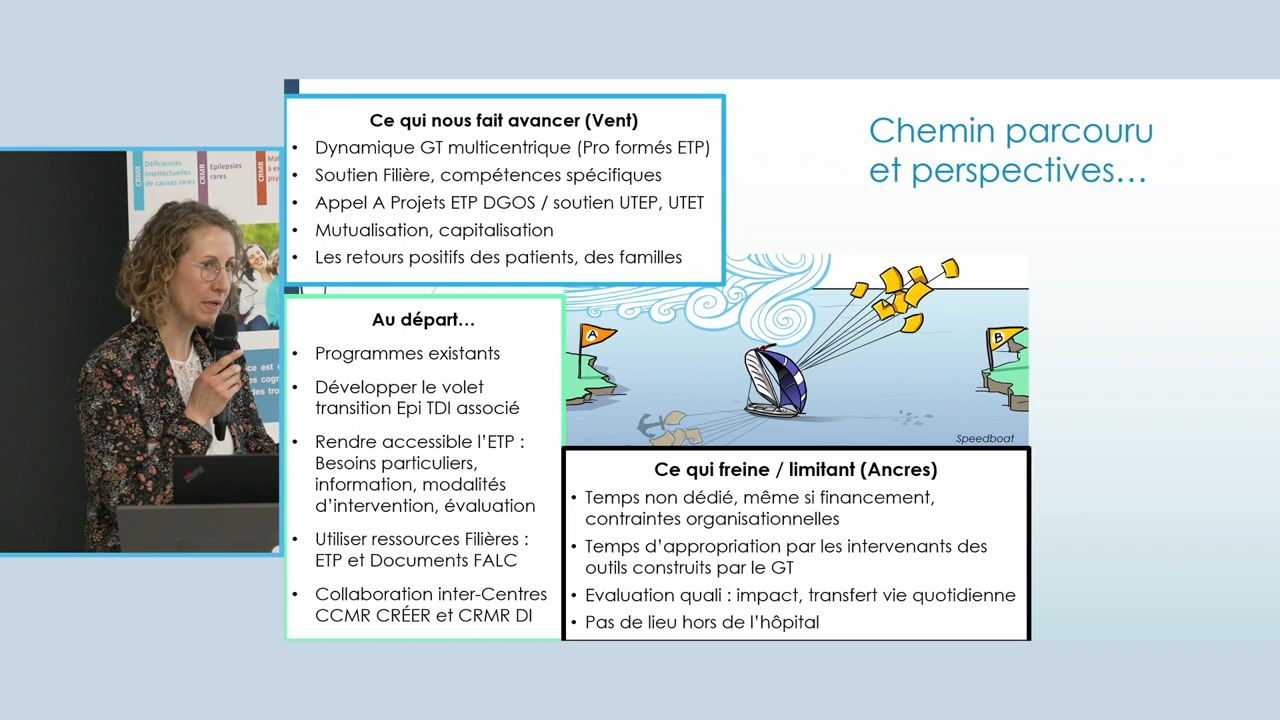 Chemin parcouru
et perspectives…
Ce qui nous fait avancer (Vent)
• Dynamique GT multicentrique (Pro formés ETP)
• Soutien Filière, compétences spécifiques
• Appel A Projets ETP DGOS / soutien UTEP, UTET
• Mutualisation, capitalisation
• Les retours positifs des patients, des familles
Au départ…
• Programmes existants
• Développer le volet
transition Epi TDI associé
• Rendre accessible l’ETP :
Besoins particuliers,
information, modalités
d’intervention, évaluation
• Utiliser ressources Filières :
ETP et Documents FALC
• Collaboration inter-Centres
CCMR CRÉER et CRMR DI
A
B
Speedboat
Ce qui freine / limitant (Ancres)
• Temps non dédié, même si financement,
contraintes organisationnelles
• Temps d’appropriation par les intervenants des
outils construits par le GT
• Evaluation quali : impact, transfert vie quotidienne
• Pas de lieu hors de l’hôpital
CRMR
Déficiences
intellectuelles
de causes rares
CRMR
Epilepsies
rares
CRMR